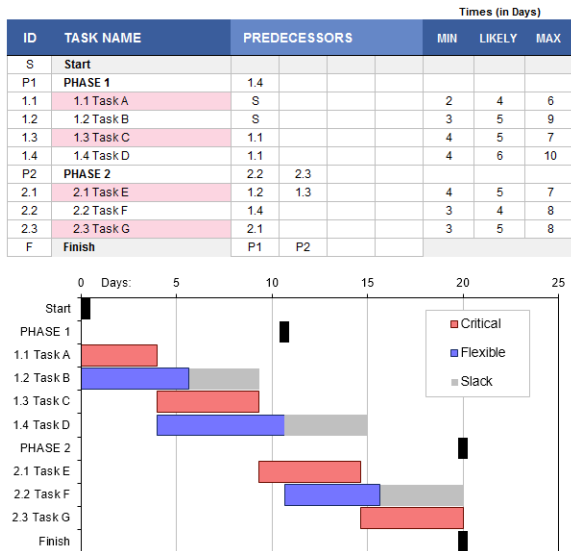 Times (in Days)
ID TASK NAME PREDECESSORS MIN LIKELY MAX
S Start
P1 PHASE 1 1.4
1.1 1.1 Task A S 2 4 6
1.2 1.2 Task B S 3 5 9
1.3 1.3 Task C 1.1 4 5 7
1.4 1.4 Task D 1.1 4 6 10
P2 PHASE 2 2.2 2.3
2.1 2.1 Task E 1.2 1.3 4 5 7
2.2 2.2 Task F 1.4 3 4 8
2.3 2.3 Task G 2.1 3 5 8
F Finish P1 P2
0 Days: 5 10 15 20 25
Start
PHASE 1
1.1 Task A
1.2 Task B
1.3 Task C
1.4 Task D
PHASE 2
2.1 Task E
2.2 Task F
2.3 Task G
Finish
Critical
Flexible
Slack